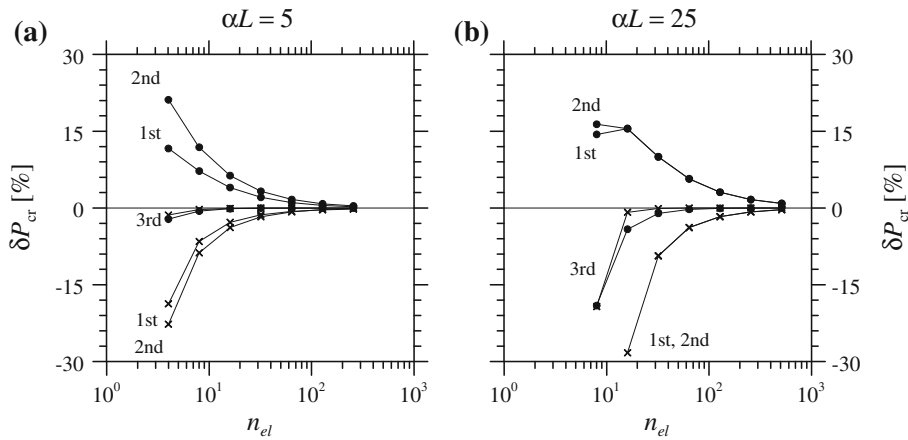 (a) αL = 5
30
15
0
-15
-30
δP_cr [%]
2nd
1st
3rd
1st
2nd
10^0 10^1 10^2 10^3
n_el
(b) αL = 25
30
15
0
-15
-30
δP_cr [%]
2nd
1st
3rd
1st, 2nd
10^0 10^1 10^2 10^3
n_el